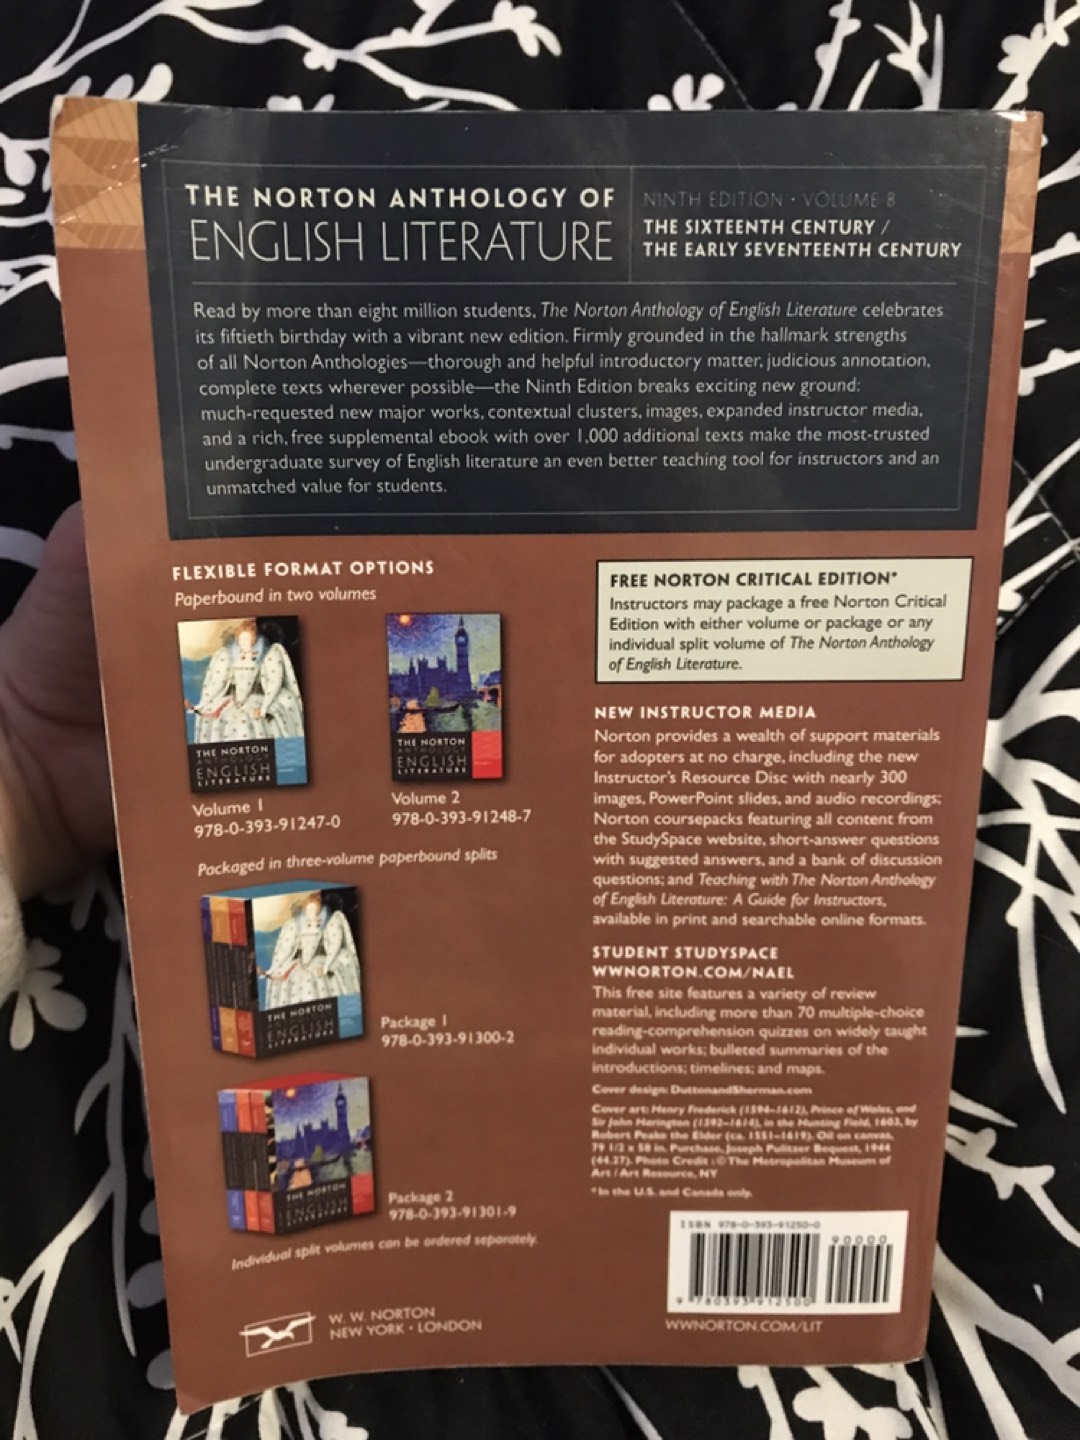 THE NORTON ANTHOLOGY OF
ENGLISH LITERATURE
NINTH EDITION · VOLUME B
THE SIXTEENTH CENTURY /
THE EARLY SEVENTEENTH CENTURY
Read by more than eight million students, The Norton Anthology of English Literature celebrates
its fiftieth birthday with a vibrant new edition. Firmly grounded in the hallmark strengths
of all Norton Anthologies—thorough and helpful introductory matter, judicious annotation,
complete texts wherever possible—the Ninth Edition breaks exciting new ground:
much-requested new major works, contextual clusters, images, expanded instructor media,
and a rich, free supplemental ebook with over 1,000 additional texts make the most-trusted
undergraduate survey of English literature an even better teaching tool for instructors and an
unmatched value for students.
FLEXIBLE FORMAT OPTIONS
Paperbound in two volumes
THE NORTON
ANTHOLOGY
ENGLISH
LITERATURE
THE NORTON
ANTHOLOGY
ENGLISH
LITERATURE
Volume 1
978-0-393-91247-0
Volume 2
978-0-393-91248-7
Packaged in three-volume paperbound splits
THE NORTON
ENGLISH
LITERATURE
Package 1
978-0-393-91300-2
THE NORTON
ENGLISH
LITERATURE
Package 2
978-0-393-91301-9
Individual split volumes can be ordered separately.
W. W. NORTON
NEW YORK · LONDON
FREE NORTON CRITICAL EDITION*
Instructors may package a free Norton Critical
Edition with either volume or package or any
individual split volume of The Norton Anthology
of English Literature.
NEW INSTRUCTOR MEDIA
Norton provides a wealth of support materials
for adopters at no charge, including the new
Instructor's Resource Disc with nearly 300
images, PowerPoint slides, and audio recordings;
Norton coursepacks featuring all content from
the StudySpace website, short-answer questions
with suggested answers, and a bank of discussion
questions; and Teaching with The Norton Anthology
of English Literature: A Guide for Instructors,
available in print and searchable online formats.
STUDENT STUDYSPACE
WWNORTON.COM/NAEL
This free site features a variety of review
material, including more than 70 multiple-choice
reading-comprehension quizzes on widely taught
individual works; bulleted summaries of the
introductions; timelines; and maps.
Cover design: DuttonandSherman.com
Cover art: Henry Frederick (1594–1612), Prince of Wales, and
Sir John Harington (1592–1614), in the Hunting Field, 1603, by
Robert Peake the Elder (ca. 1551–1619). Oil on canvas,
79 1/2 x 58 in. Purchase, Joseph Pulitzer Bequest, 1944
(44.27). Photo Credit : © The Metropolitan Museum of
Art / Art Resource, NY
*In the U.S. and Canada only.
ISBN 978-0-393-91250-0
90000
9 780393 912500
WWNORTON.COM/LIT